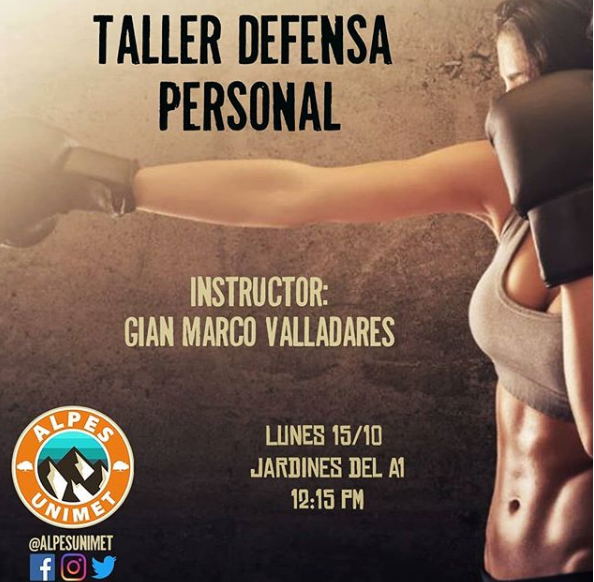 TALLER DEFENSA
PERSONAL
INSTRUCTOR:
GIAN MARCO VALLADARES
LUNES 15/10
JARDINES DEL A1
12:15 PM
ALPES
UNIMET
@ALPESUNIMET